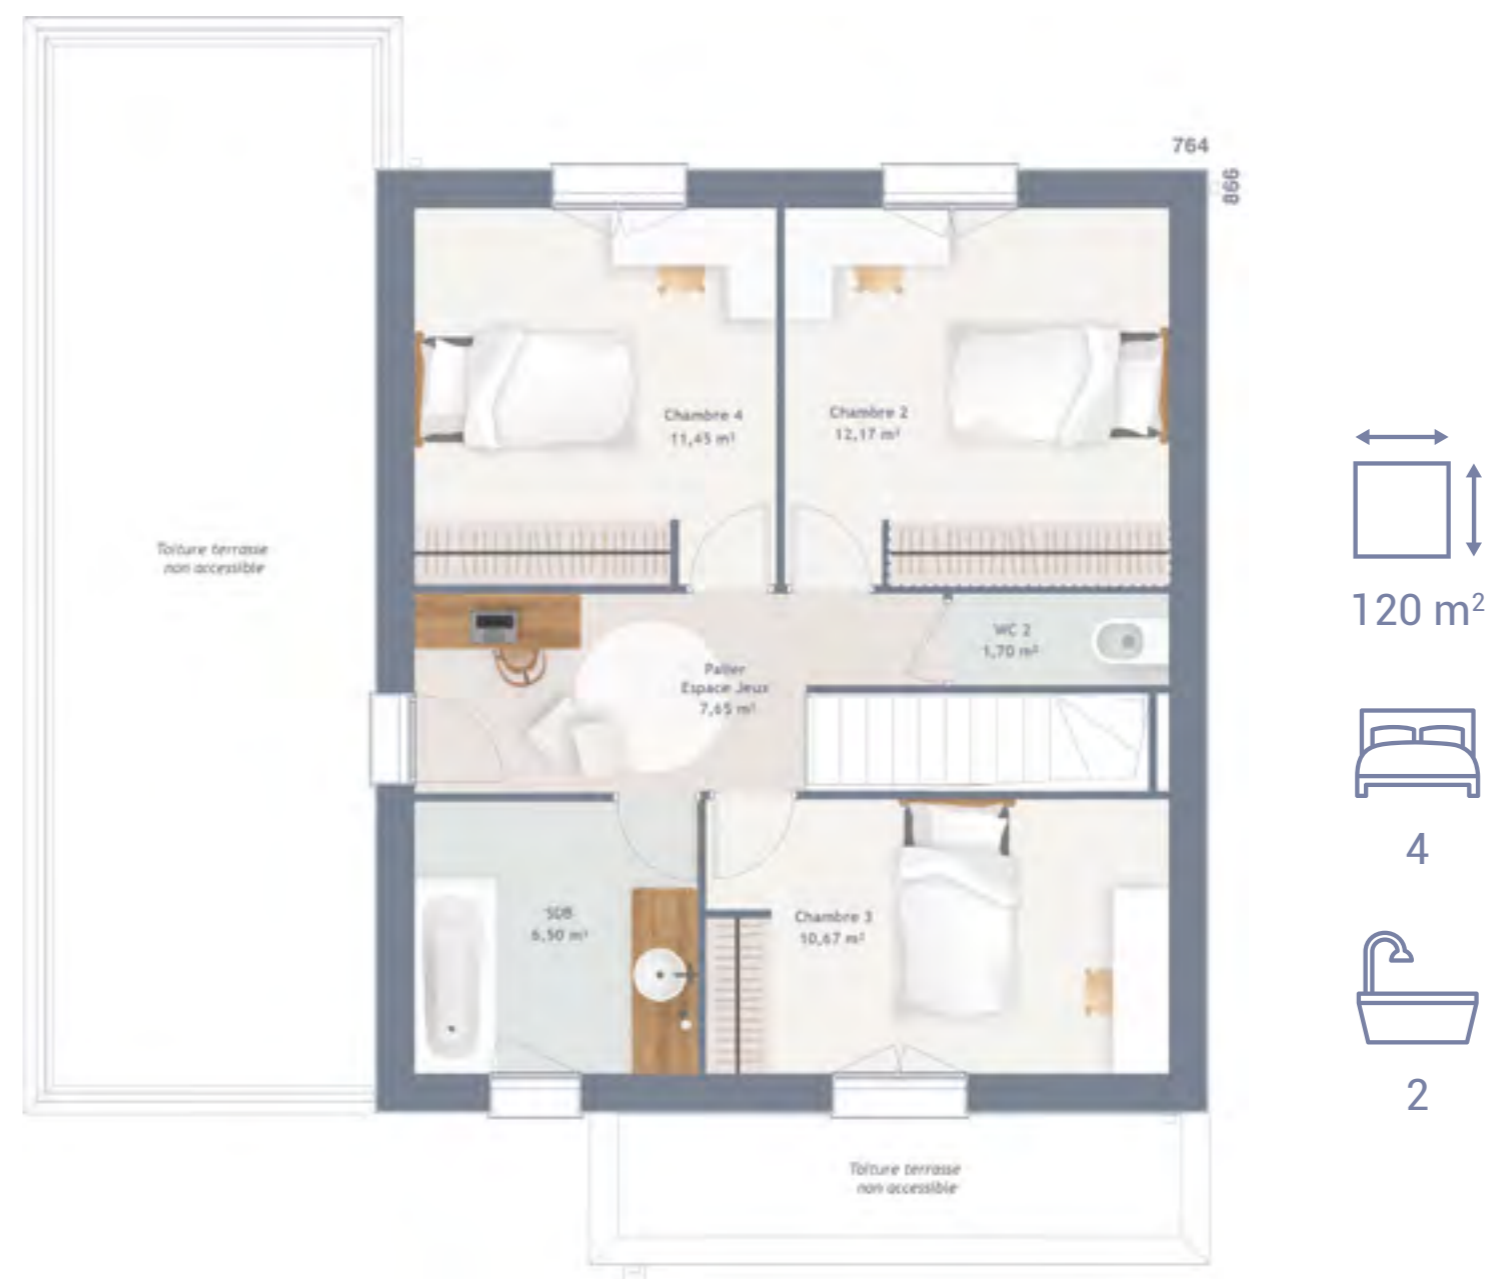 764
866
Chambre 4
11,45 m²
Chambre 2
12,17 m²
Toiture terrasse
non accessible
WC 2
1,70 m²
Palier
Espace Jeux
7,65 m²
SDB
6,50 m²
Chambre 3
10,67 m²
Toiture terrasse
non accessible
120 m²
4
2